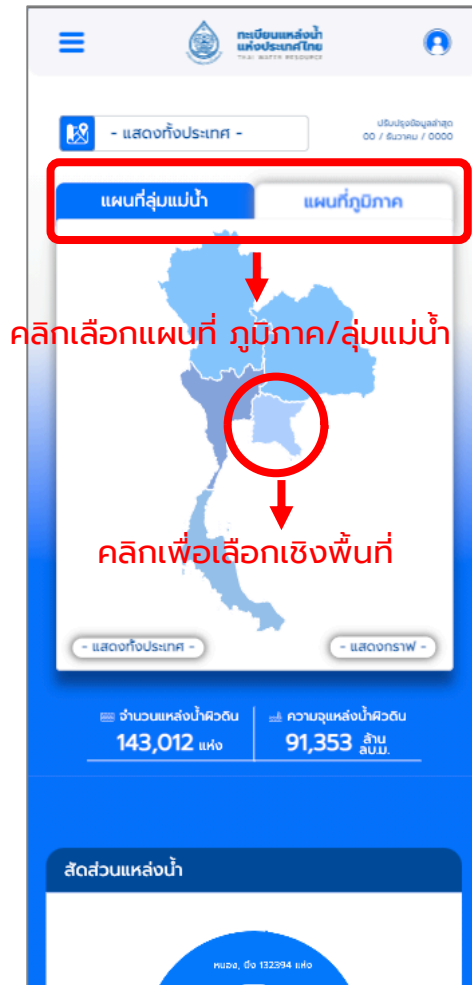 ทะเบียนแหล่งน้ำ
แห่งประเทศไทย
THAI WATER RESOURCE
- แสดงทั้งประเทศ -
ปรับปรุงข้อมูลล่าสุด
00 / ธันวาคม / 0000
แผนที่ลุ่มแม่น้ำ
แผนที่ภูมิภาค
คลิกเลือกแผนที่ ภูมิภาค/ลุ่มแม่น้ำ
คลิกเพื่อเลือกเชิงพื้นที่
- แสดงทั้งประเทศ -
- แสดงกราฟ -
จำนวนแหล่งน้ำผิวดิน
143,012 แห่ง
ความจุแหล่งน้ำผิวดิน
91,353 ล้าน ลบ.ม.
สัดส่วนแหล่งน้ำ
หนอง, บึง 132394 แห่ง